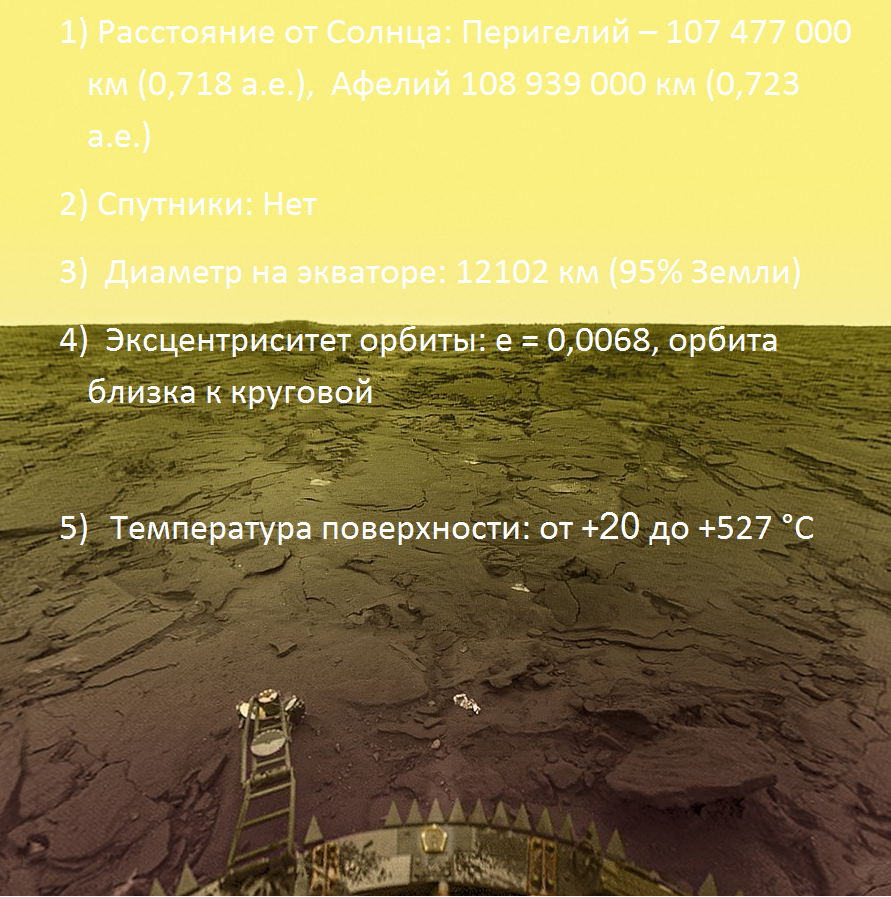 1) Расстояние от Солнца: Перигелий – 107 477 000
км (0,718 а.е.), Афелий 108 939 000 км (0,723
а.е.)
2) Спутники: Нет
3) Диаметр на экваторе: 12102 км (95% Земли)
4) Эксцентриситет орбиты: е = 0,0068, орбита
близка к круговой
5) Температура поверхности: от +20 до +527 °С